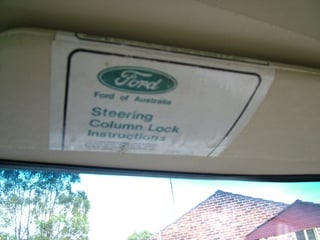 Ford
Ford of Australia
Steering
Column Lock
Instructions